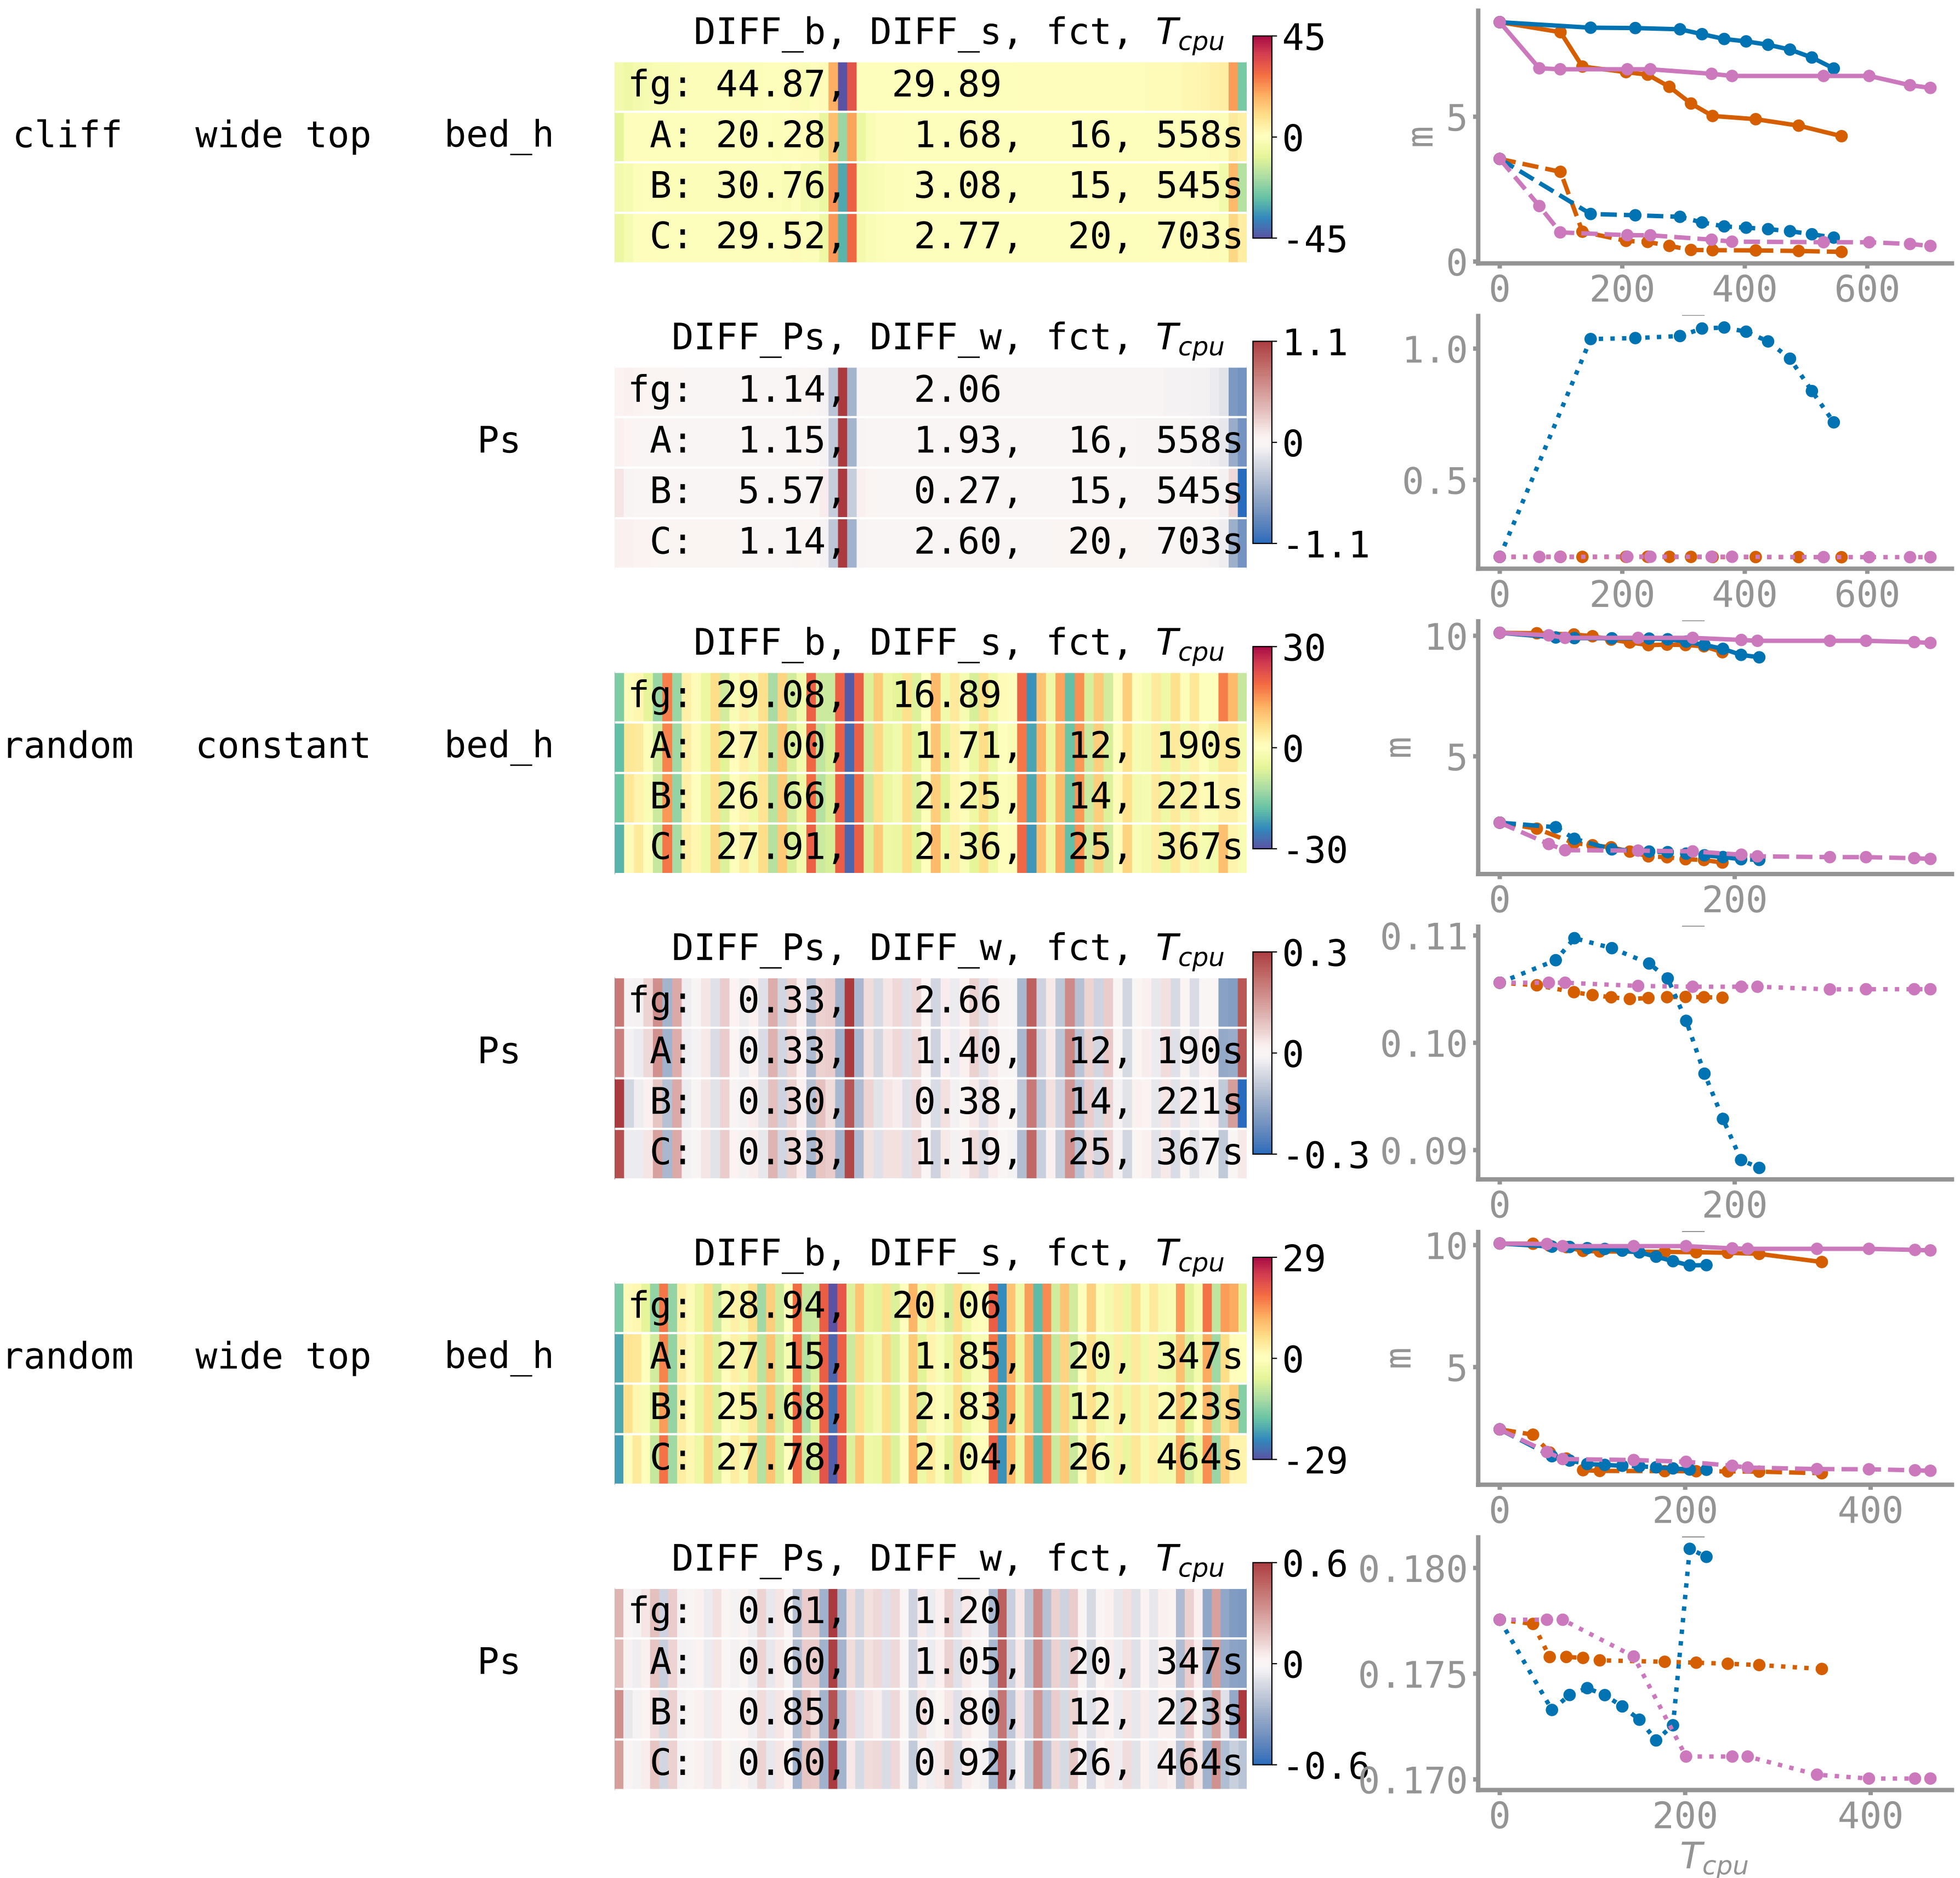 DIFF_b, DIFF_s, fct, T_cpu
45
0
-45
fg: 44.87, 29.89
A: 20.28, 1.68, 16, 558s
B: 30.76, 3.08, 15, 545s
C: 29.52, 2.77, 20, 703s
cliff wide top bed_h
m
5
0
0 200 400 600
DIFF_Ps, DIFF_w, fct, T_cpu
1.1
0
-1.1
fg: 1.14, 2.06
A: 1.15, 1.93, 16, 558s
B: 5.57, 0.27, 15, 545s
C: 1.14, 2.60, 20, 703s
Ps
1.0
0.5
0 200 400 600
DIFF_b, DIFF_s, fct, T_cpu
30
0
-30
fg: 29.08, 16.89
A: 27.00, 1.71, 12, 190s
B: 26.66, 2.25, 14, 221s
C: 27.91, 2.36, 25, 367s
random constant bed_h
m
10
5
0 200
DIFF_Ps, DIFF_w, fct, T_cpu
0.3
0
-0.3
fg: 0.33, 2.66
A: 0.33, 1.40, 12, 190s
B: 0.30, 0.38, 14, 221s
C: 0.33, 1.19, 25, 367s
Ps
0.11
0.10
0.09
0 200
DIFF_b, DIFF_s, fct, T_cpu
29
0
-29
fg: 28.94, 20.06
A: 27.15, 1.85, 20, 347s
B: 25.68, 2.83, 12, 223s
C: 27.78, 2.04, 26, 464s
random wide top bed_h
m
10
5
0 200 400
DIFF_Ps, DIFF_w, fct, T_cpu
0.6
0
-0.6
fg: 0.61, 1.20
A: 0.60, 1.05, 20, 347s
B: 0.85, 0.80, 12, 223s
C: 0.60, 0.92, 26, 464s
Ps
0.180
0.175
0.170
0 200 400
T_cpu